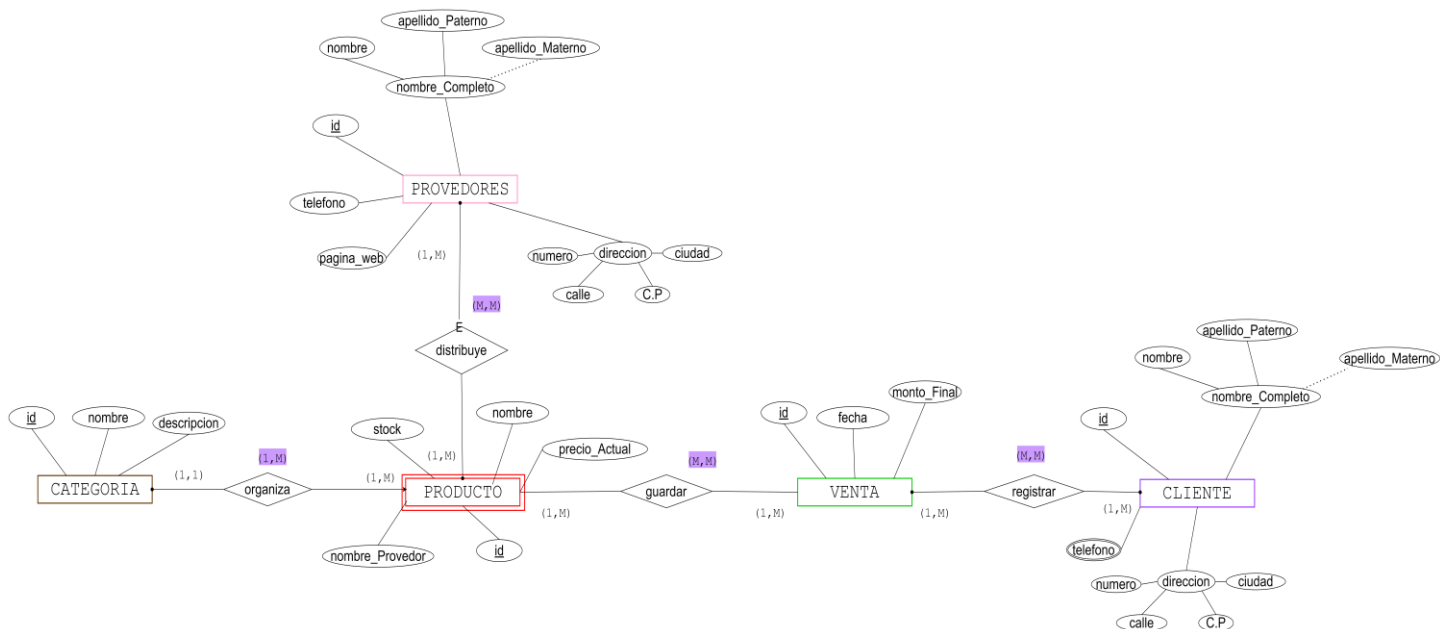 apellido_Paterno
nombre
apellido_Materno
nombre_Completo
id
PROVEDORES
telefono
pagina_web
(1,M)
numero
direccion
ciudad
calle
C.P
(M,M)
E
distribuye
apellido_Paterno
nombre
apellido_Materno
nombre_Completo
id
nombre
descripcion
stock
nombre
precio_Actual
id
fecha
monto_Final
id
(1,M)
(1,M)
(M,M)
(M,M)
(1,1)
(1,M)
CATEGORIA
organiza
PRODUCTO
guardar
VENTA
registrar
CLIENTE
(1,M)
(1,M)
(1,M)
(1,M)
nombre_Provedor
id
telefono
numero
direccion
ciudad
calle
C.P